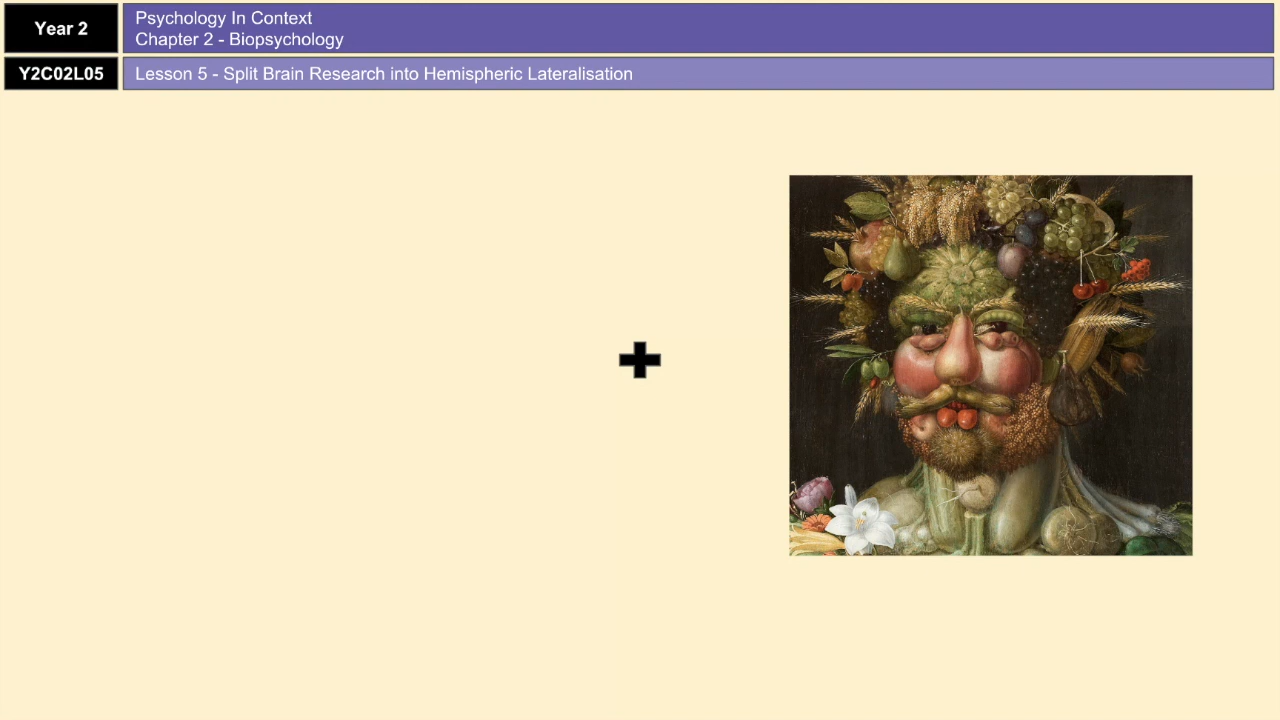 Year 2
Psychology In Context
Chapter 2 - Biopsychology
Y2C02L05
Lesson 5 - Split Brain Research into Hemispheric Lateralisation